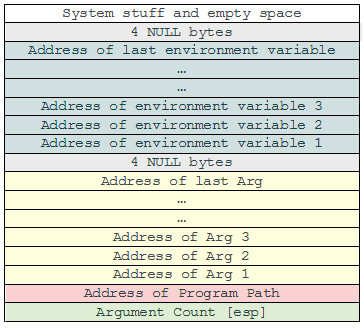 System stuff and empty space
4 NULL bytes
Address of last environment variable
…
…
Address of environment variable 3
Address of environment variable 2
Address of environment variable 1
4 NULL bytes
Address of last Arg
…
…
Address of Arg 3
Address of Arg 2
Address of Arg 1
Address of Program Path
Argument Count [esp]